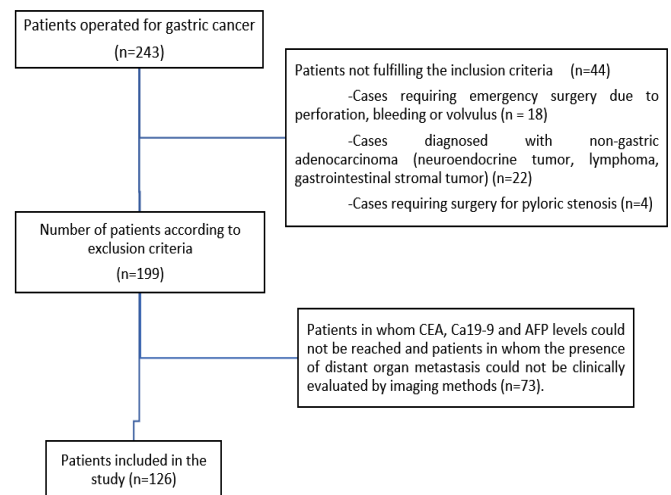 Patients operated for gastric cancer
(n=243)
Patients not fulfilling the inclusion criteria (n=44)
-Cases requiring emergency surgery due to
perforation, bleeding or volvulus (n = 18)
-Cases diagnosed with non-gastric
adenocarcinoma (neuroendocrine tumor, lymphoma,
gastrointestinal stromal tumor) (n=22)
-Cases requiring surgery for pyloric stenosis (n=4)
Number of patients according to
exclusion criteria
(n=199)
Patients in whom CEA, Ca19-9 and AFP levels could
not be reached and patients in whom the presence
of distant organ metastasis could not be clinically
evaluated by imaging methods (n=73).
Patients included in the
study (n=126)